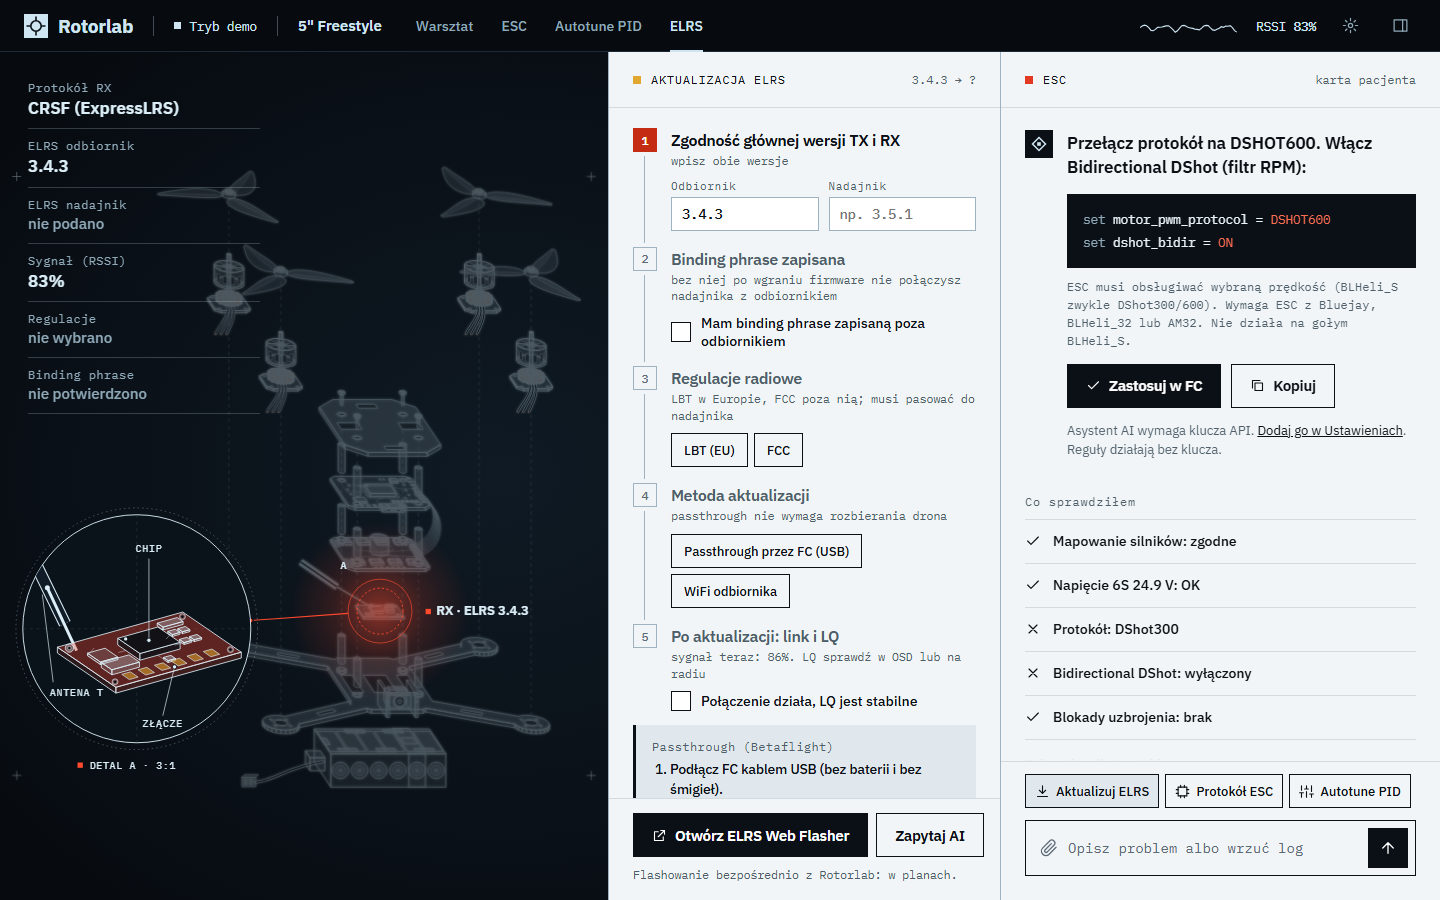 Rotorlab
Tryb demo
5" Freestyle
Warsztat
ESC
Autotune PID
ELRS
RSSI 83%
Protokół RX
CRSF (ExpressLRS)
ELRS odbiornik
3.4.3
ELRS nadajnik
nie podano
Sygnał (RSSI)
83%
Regulacje
nie wybrano
Binding phrase
nie potwierdzono
A
RX · ELRS 3.4.3
CHIP
ANTENA T
ZŁĄCZE
DETAL A · 3:1
AKTUALIZACJA ELRS
3.4.3 → ?
1
Zgodność głównej wersji TX i RX
wpisz obie wersje
Odbiornik
Nadajnik
3.4.3
np. 3.5.1
2
Binding phrase zapisana
bez niej po wgraniu firmware nie połączysz
nadajnika z odbiornikiem
Mam binding phrase zapisaną poza
odbiornikiem
3
Regulacje radiowe
LBT w Europie, FCC poza nią; musi pasować do
nadajnika
LBT (EU)
FCC
4
Metoda aktualizacji
passthrough nie wymaga rozbierania drona
Passthrough przez FC (USB)
WiFi odbiornika
5
Po aktualizacji: link i LQ
sygnał teraz: 86%. LQ sprawdź w OSD lub na
radiu
Połączenie działa, LQ jest stabilne
Passthrough (Betaflight)
1. Podłącz FC kablem USB (bez baterii i bez
śmigieł).
Otwórz ELRS Web Flasher
Zapytaj AI
Flashowanie bezpośrednio z Rotorlab: w planach.
ESC
karta pacjenta
Przełącz protokół na DSHOT600. Włącz
Bidirectional DShot (filtr RPM):
set motor_pwm_protocol = DSHOT600
set dshot_bidir = ON
ESC musi obsługiwać wybraną prędkość (BLHeli_S
zwykle DShot300/600). Wymaga ESC z Bluejay,
BLHeli_32 lub AM32. Nie działa na gołym
BLHeli_S.
Zastosuj w FC
Kopiuj
Asystent AI wymaga klucza API. Dodaj go w Ustawieniach.
Reguły działają bez klucza.
Co sprawdziłem
Mapowanie silników: zgodne
Napięcie 6S 24.9 V: OK
Protokół: DShot300
Bidirectional DShot: wyłączony
Blokady uzbrojenia: brak
Aktualizuj ELRS
Protokół ESC
Autotune PID
Opisz problem albo wrzuć log